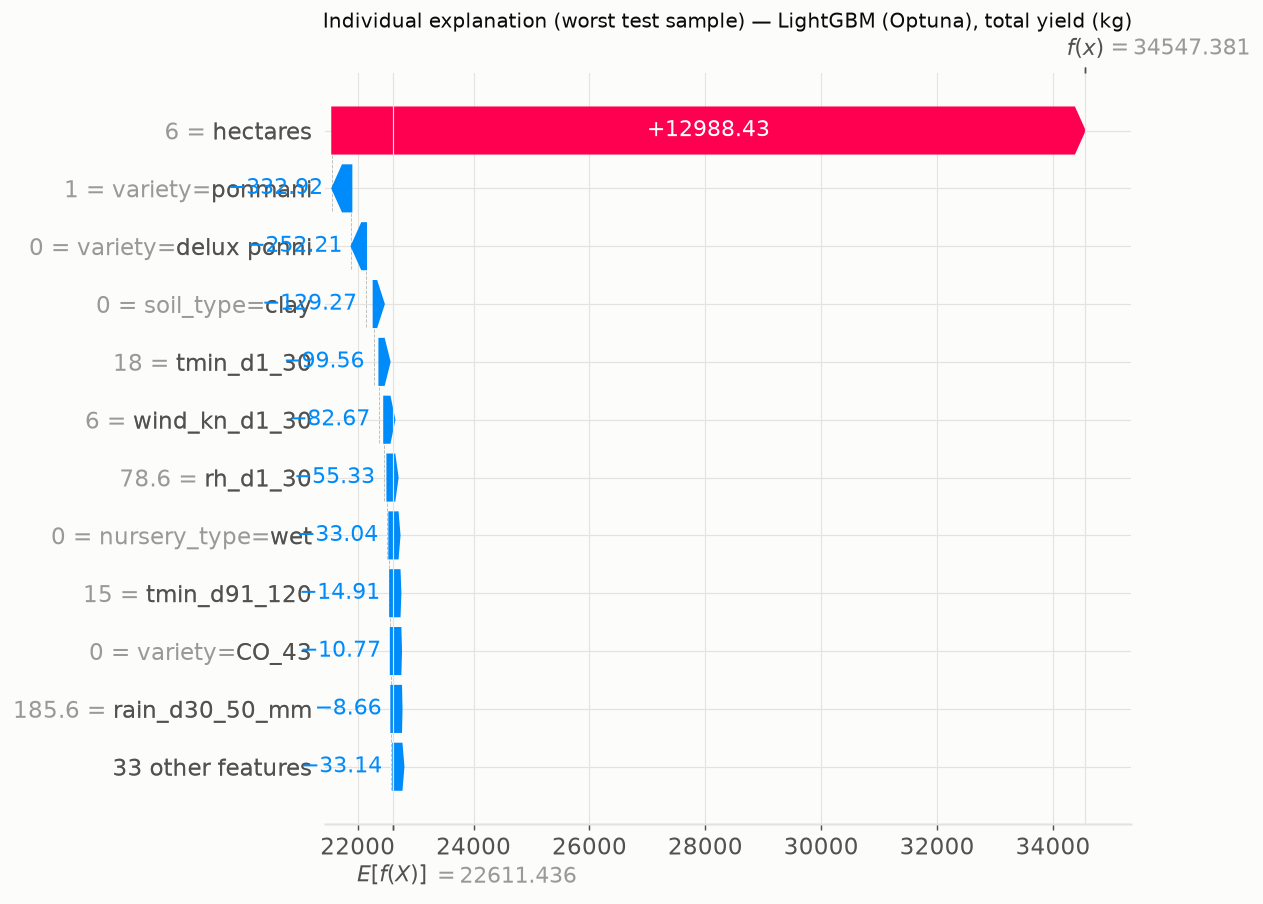 Individual explanation (worst test sample) — LightGBM (Optuna), total yield (kg)
f(x) = 34547.381
6 = hectares +12988.43
1 = variety=ponmani −332.92
0 = variety=delux ponni −252.21
0 = soil_type=clay −129.27
18 = tmin_d1_30 −99.56
6 = wind_kn_d1_30 −82.67
78.6 = rh_d1_30 −55.33
0 = nursery_type=wet −33.04
15 = tmin_d91_120 −14.91
0 = variety=CO_43 −10.77
185.6 = rain_d30_50_mm −8.66
33 other features −33.14
22000 24000 26000 28000 30000 32000 34000
E[f(X)] = 22611.436